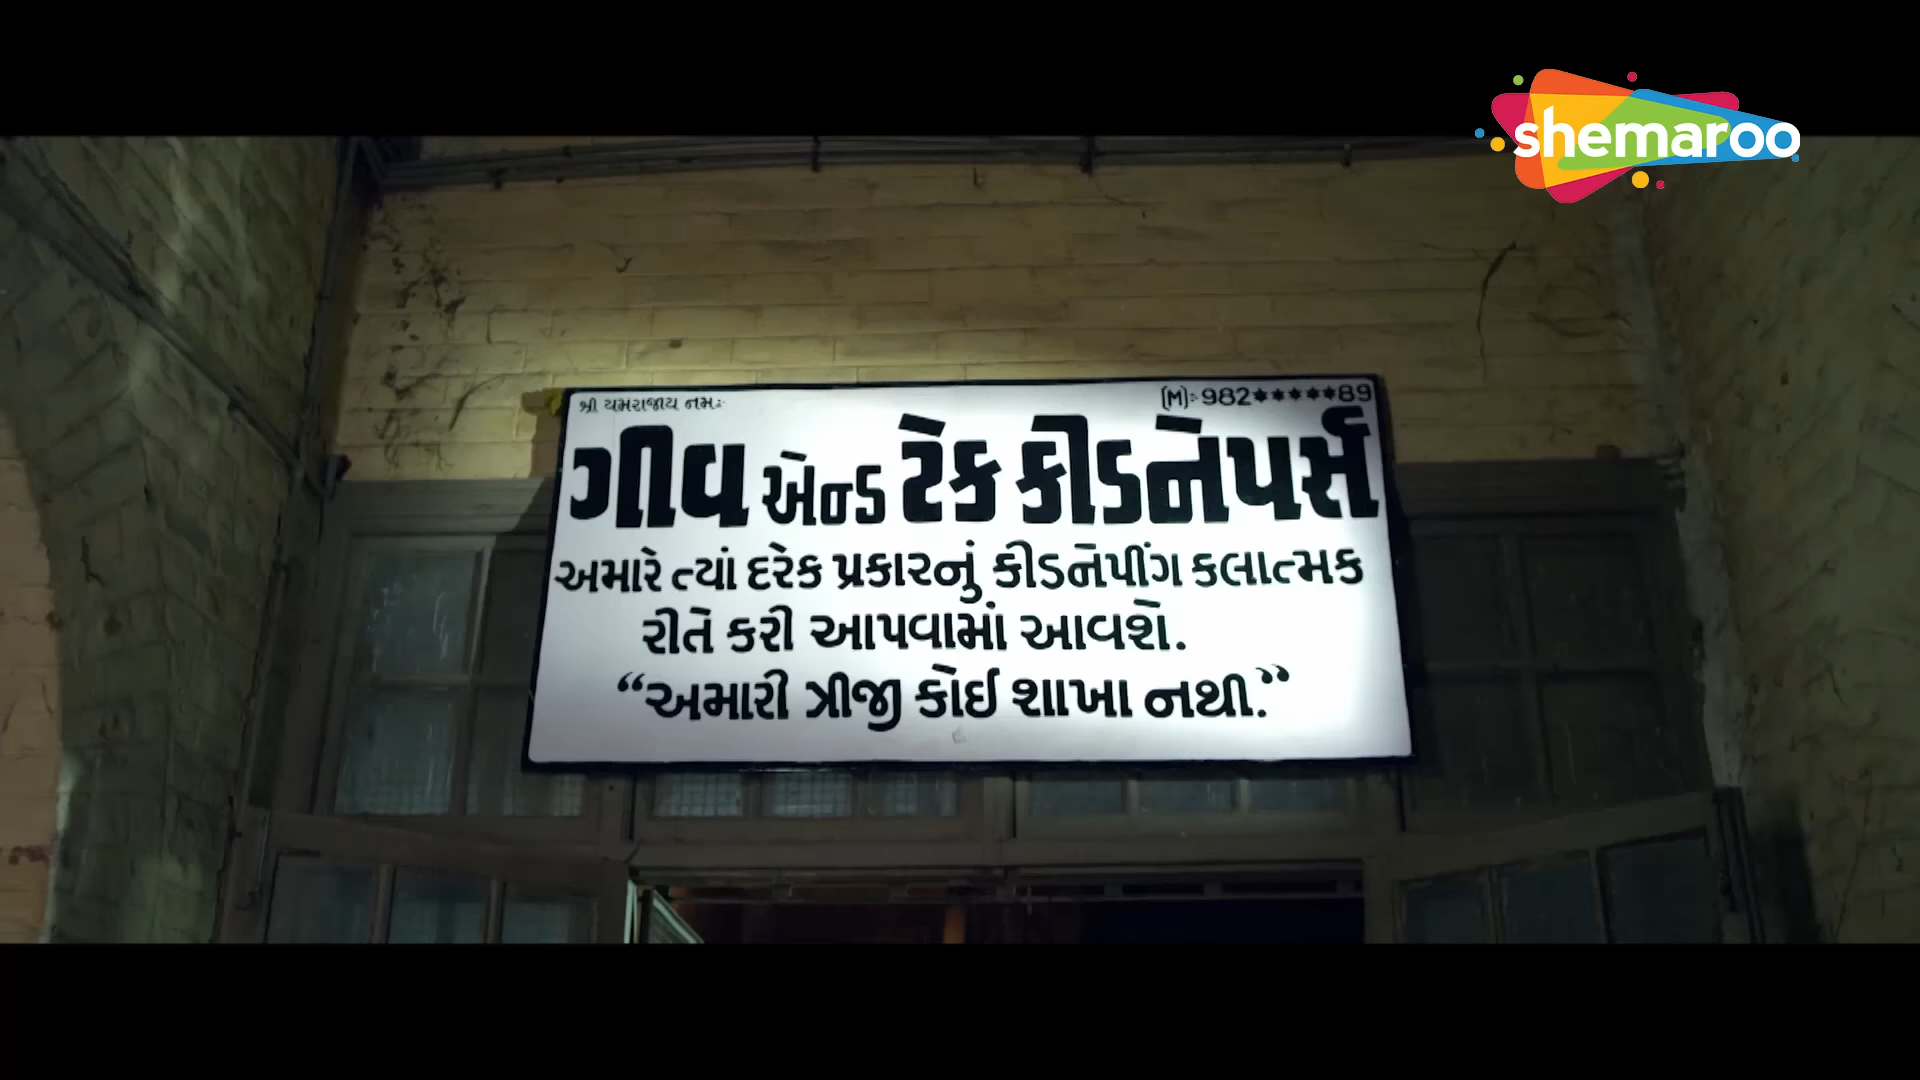 shemaroo
શ્રી યમરાજાય નમઃ
(M):-982*****89
ગીવ એન્ડ ટેક કીડનેપર્સ
અમારે ત્યાં દરેક પ્રકારનું કીડનેપીંગ કલાત્મક
રીતે કરી આપવામાં આવશે.
“અમારી ત્રીજી કોઈ શાખા નથી.”